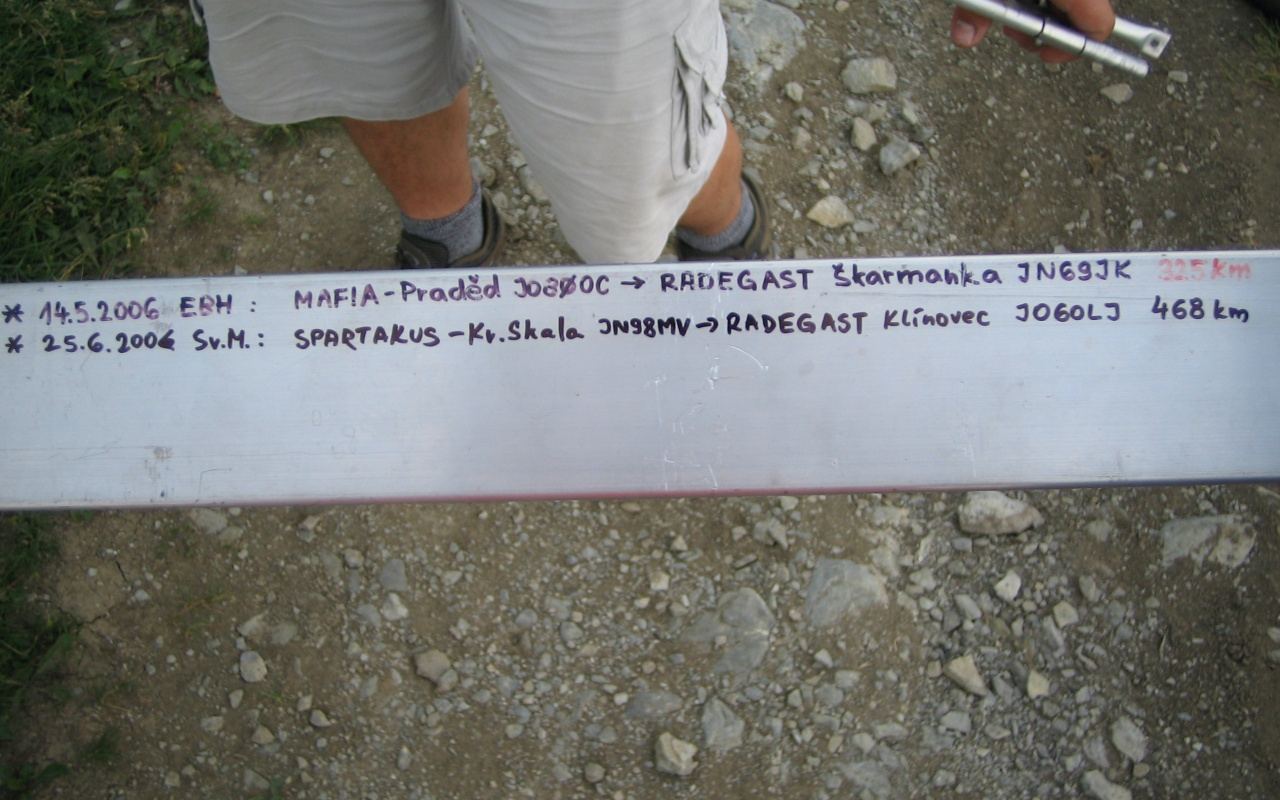 * 14.5.2006 EBH : MAFIA-Praděd JO80OC → RADEGAST Škarmanka JN69JK 325 km
* 25.6.2006 Sv.M.: SPARTAKUS-Kv.Skala JN98MV → RADEGAST Klínovec JO60LJ 468 km